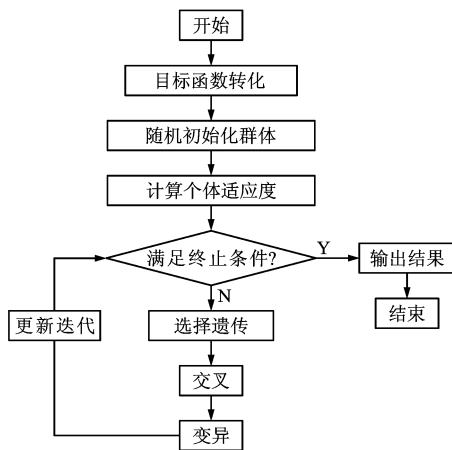 开始
目标函数转化
随机初始化群体
计算个体适应度
满足终止条件?
Y
输出结果
N
结束
更新迭代
选择遗传
交叉
变异